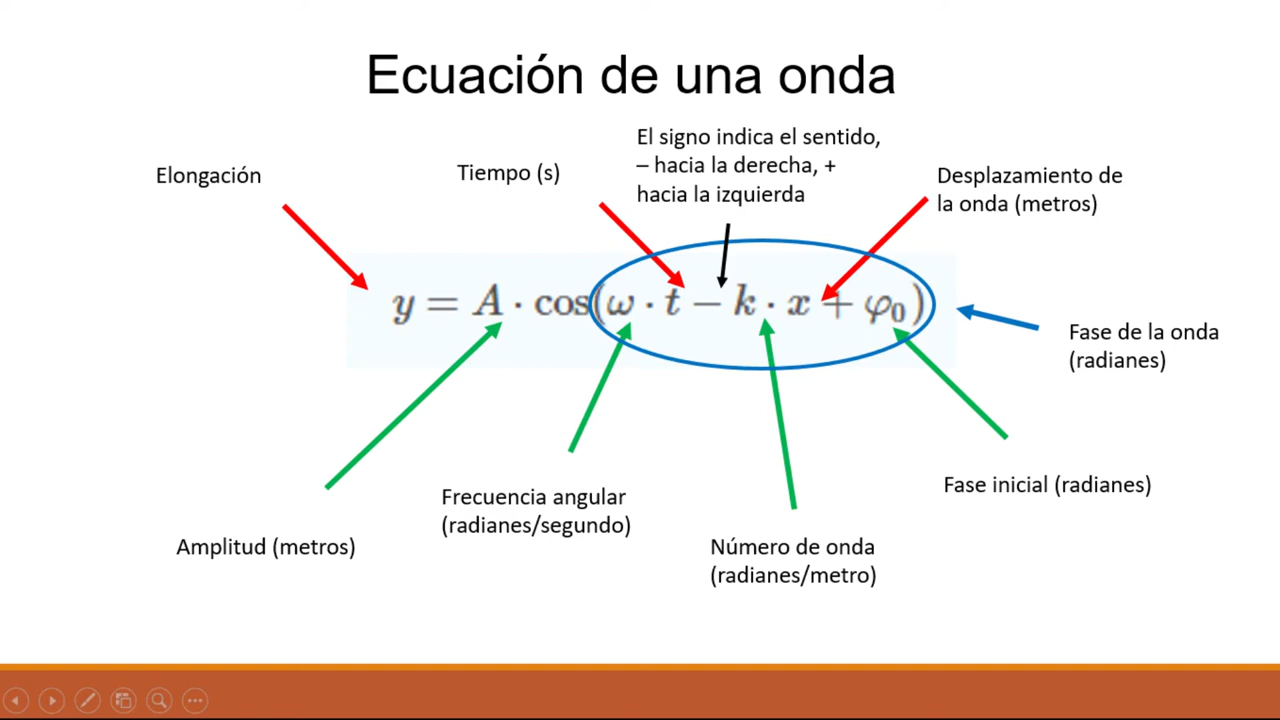 Ecuación de una onda
El signo indica el sentido,
– hacia la derecha, +
hacia la izquierda
Elongación
Tiempo (s)
Desplazamiento de
la onda (metros)
y = A · cos(ω · t − k · x + φ₀)
Fase de la onda
(radianes)
Fase inicial (radianes)
Frecuencia angular
(radianes/segundo)
Amplitud (metros)
Número de onda
(radianes/metro)